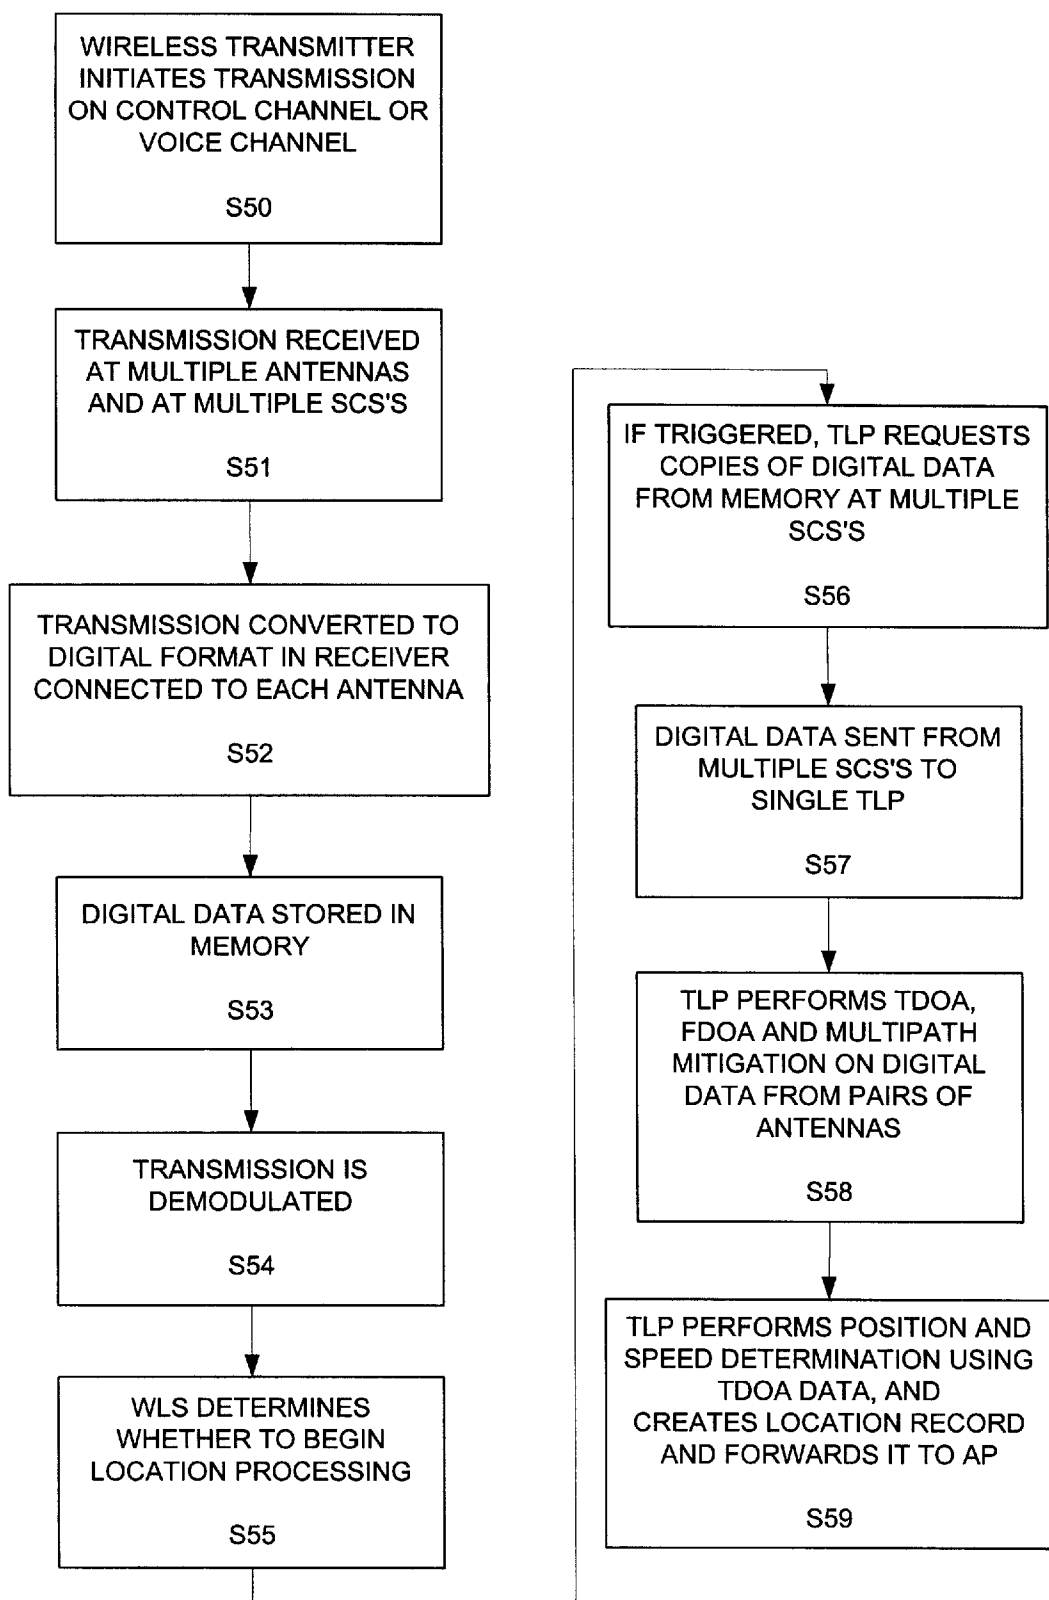 WIRELESS TRANSMITTER
INITIATES TRANSMISSION
ON CONTROL CHANNEL OR
VOICE CHANNEL
S50
TRANSMISSION RECEIVED
AT MULTIPLE ANTENNAS
AND AT MULTIPLE SCS'S
S51
TRANSMISSION CONVERTED TO
DIGITAL FORMAT IN RECEIVER
CONNECTED TO EACH ANTENNA
S52
DIGITAL DATA STORED IN
MEMORY
S53
TRANSMISSION IS
DEMODULATED
S54
WLS DETERMINES
WHETHER TO BEGIN
LOCATION PROCESSING
S55
IF TRIGGERED, TLP REQUESTS
COPIES OF DIGITAL DATA
FROM MEMORY AT MULTIPLE
SCS'S
S56
DIGITAL DATA SENT FROM
MULTIPLE SCS'S TO
SINGLE TLP
S57
TLP PERFORMS TDOA,
FDOA AND MULTIPATH
MITIGATION ON DIGITAL
DATA FROM PAIRS OF
ANTENNAS
S58
TLP PERFORMS POSITION AND
SPEED DETERMINATION USING
TDOA DATA, AND
CREATES LOCATION RECORD
AND FORWARDS IT TO AP
S59